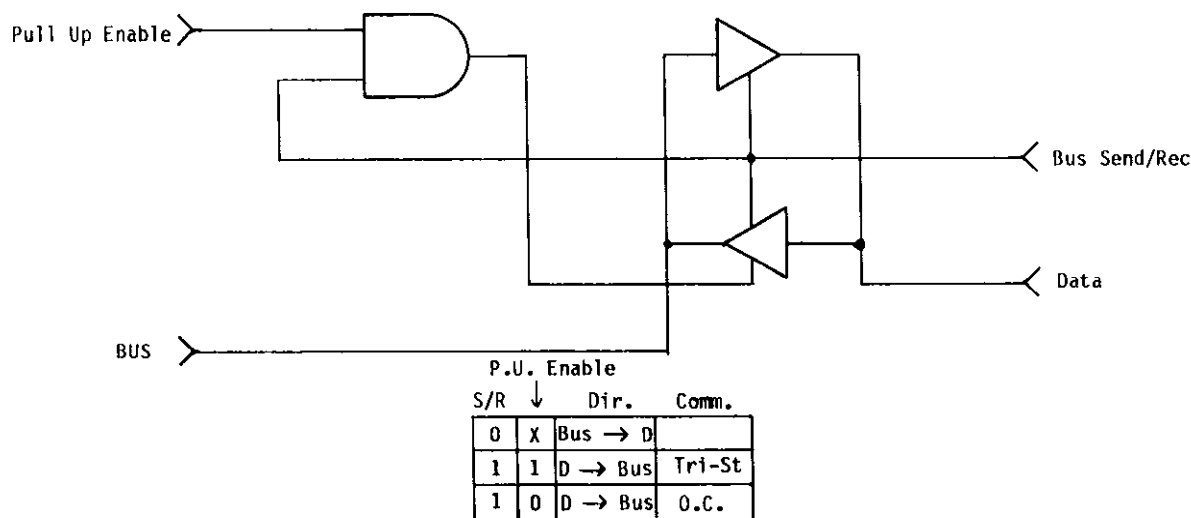 Pull Up Enable
Bus Send/Rec
Data
BUS
P.U. Enable
S/R ↓ Dir. Comm.
0 X Bus → D
1 1 D → Bus Tri-St
1 0 D → Bus O.C.